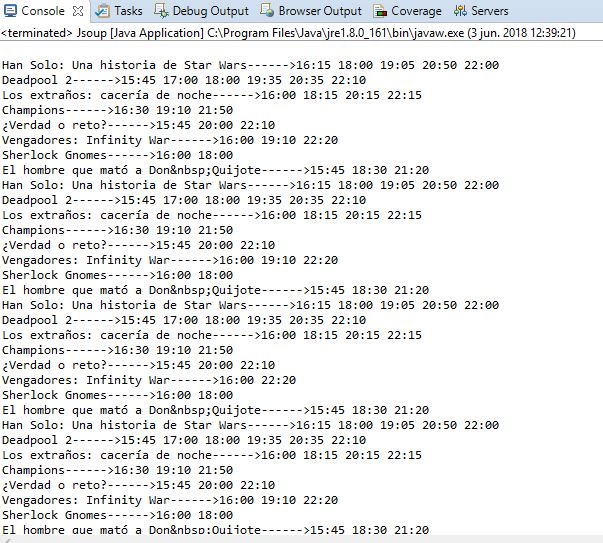 Console Tasks Debug Output Browser Output Coverage Servers
<terminated> Jsoup [Java Application] C:\Program Files\Java\jre1.8.0_161\bin\javaw.exe (3 jun. 2018 12:39:21)
Han Solo: Una historia de Star Wars------>16:15 18:00 19:05 20:50 22:00
Deadpool 2------>15:45 17:00 18:00 19:35 20:35 22:10
Los extraños: cacería de noche------>16:00 18:15 20:15 22:15
Champions------>16:30 19:10 21:50
¿Verdad o reto?------>15:45 20:00 22:10
Vengadores: Infinity War------>16:00 19:10 22:20
Sherlock Gnomes------>16:00 18:00
El hombre que mató a Don&nbsp;Quijote------>15:45 18:30 21:20
Han Solo: Una historia de Star Wars------>16:15 18:00 19:05 20:50 22:00
Deadpool 2------>15:45 17:00 18:00 19:35 20:35 22:10
Los extraños: cacería de noche------>16:00 18:15 20:15 22:15
Champions------>16:30 19:10 21:50
¿Verdad o reto?------>15:45 20:00 22:10
Vengadores: Infinity War------>16:00 19:10 22:20
Sherlock Gnomes------>16:00 18:00
El hombre que mató a Don&nbsp;Quijote------>15:45 18:30 21:20
Han Solo: Una historia de Star Wars------>16:15 18:00 19:05 20:50 22:00
Deadpool 2------>15:45 17:00 18:00 19:35 20:35 22:10
Los extraños: cacería de noche------>16:00 18:15 20:15 22:15
Champions------>16:30 19:10 21:50
¿Verdad o reto?------>15:45 20:00 22:10
Vengadores: Infinity War------>16:00 22:20
Sherlock Gnomes------>16:00 18:00
El hombre que mató a Don&nbsp;Quijote------>15:45 18:30 21:20
Han Solo: Una historia de Star Wars------>16:15 18:00 19:05 20:50 22:00
Deadpool 2------>15:45 17:00 18:00 19:35 20:35 22:10
Los extraños: cacería de noche------>16:00 18:15 20:15 22:15
Champions------>16:30 19:10 21:50
¿Verdad o reto?------>15:45 20:00 22:10
Vengadores: Infinity War------>16:00 19:10 22:20
Sherlock Gnomes------>16:00 18:00
El hombre que mató a Don&nbsp;Quijote------>15:45 18:30 21:20